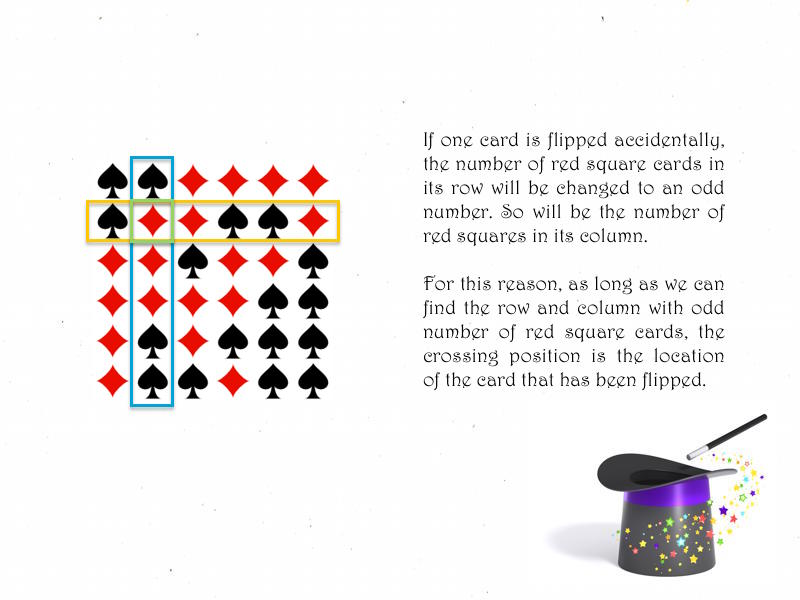 If one card is flipped accidentally,
the number of red square cards in
its row will be changed to an odd
number. So will be the number of
red squares in its column.
For this reason, as long as we can
find the row and column with odd
number of red square cards, the
crossing position is the location
of the card that has been flipped.